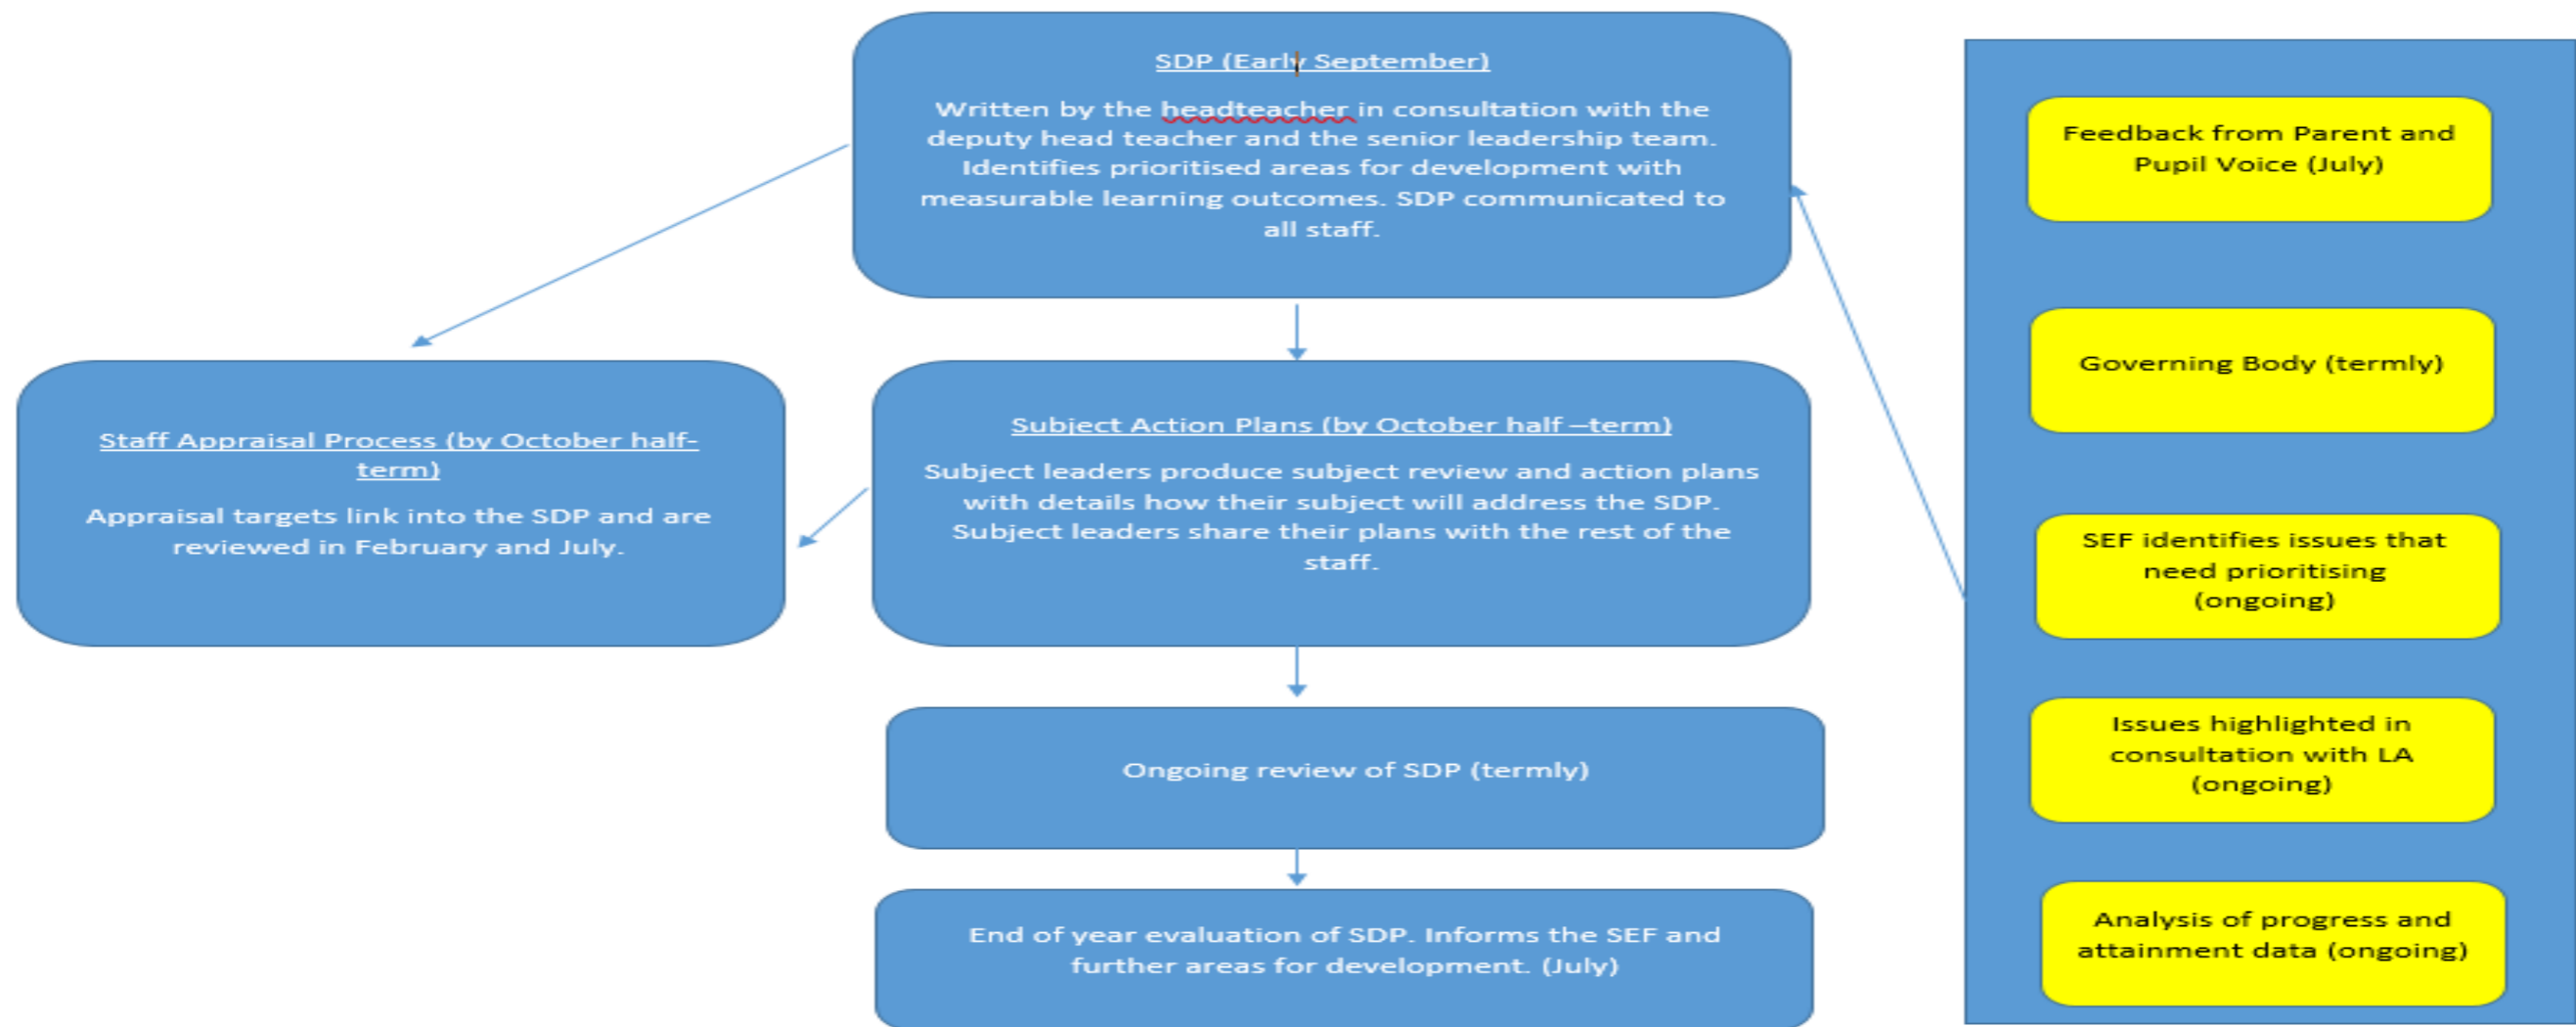 SDP (Early September)
Written by the headteacher in consultation with the
deputy head teacher and the senior leadership team.
Identifies prioritised areas for development with
measurable learning outcomes. SDP communicated to
all staff.
Staff Appraisal Process (by October half-
term)
Appraisal targets link into the SDP and are
reviewed in February and July.
Subject Action Plans (by October half –term)
Subject leaders produce subject review and action plans
with details how their subject will address the SDP.
Subject leaders share their plans with the rest of the
staff.
Ongoing review of SDP (termly)
End of year evaluation of SDP. Informs the SEF and
further areas for development. (July)
Feedback from Parent and
Pupil Voice (July)
Governing Body (termly)
SEF identifies issues that
need prioritising
(ongoing)
Issues highlighted in
consultation with LA
(ongoing)
Analysis of progress and
attainment data (ongoing)